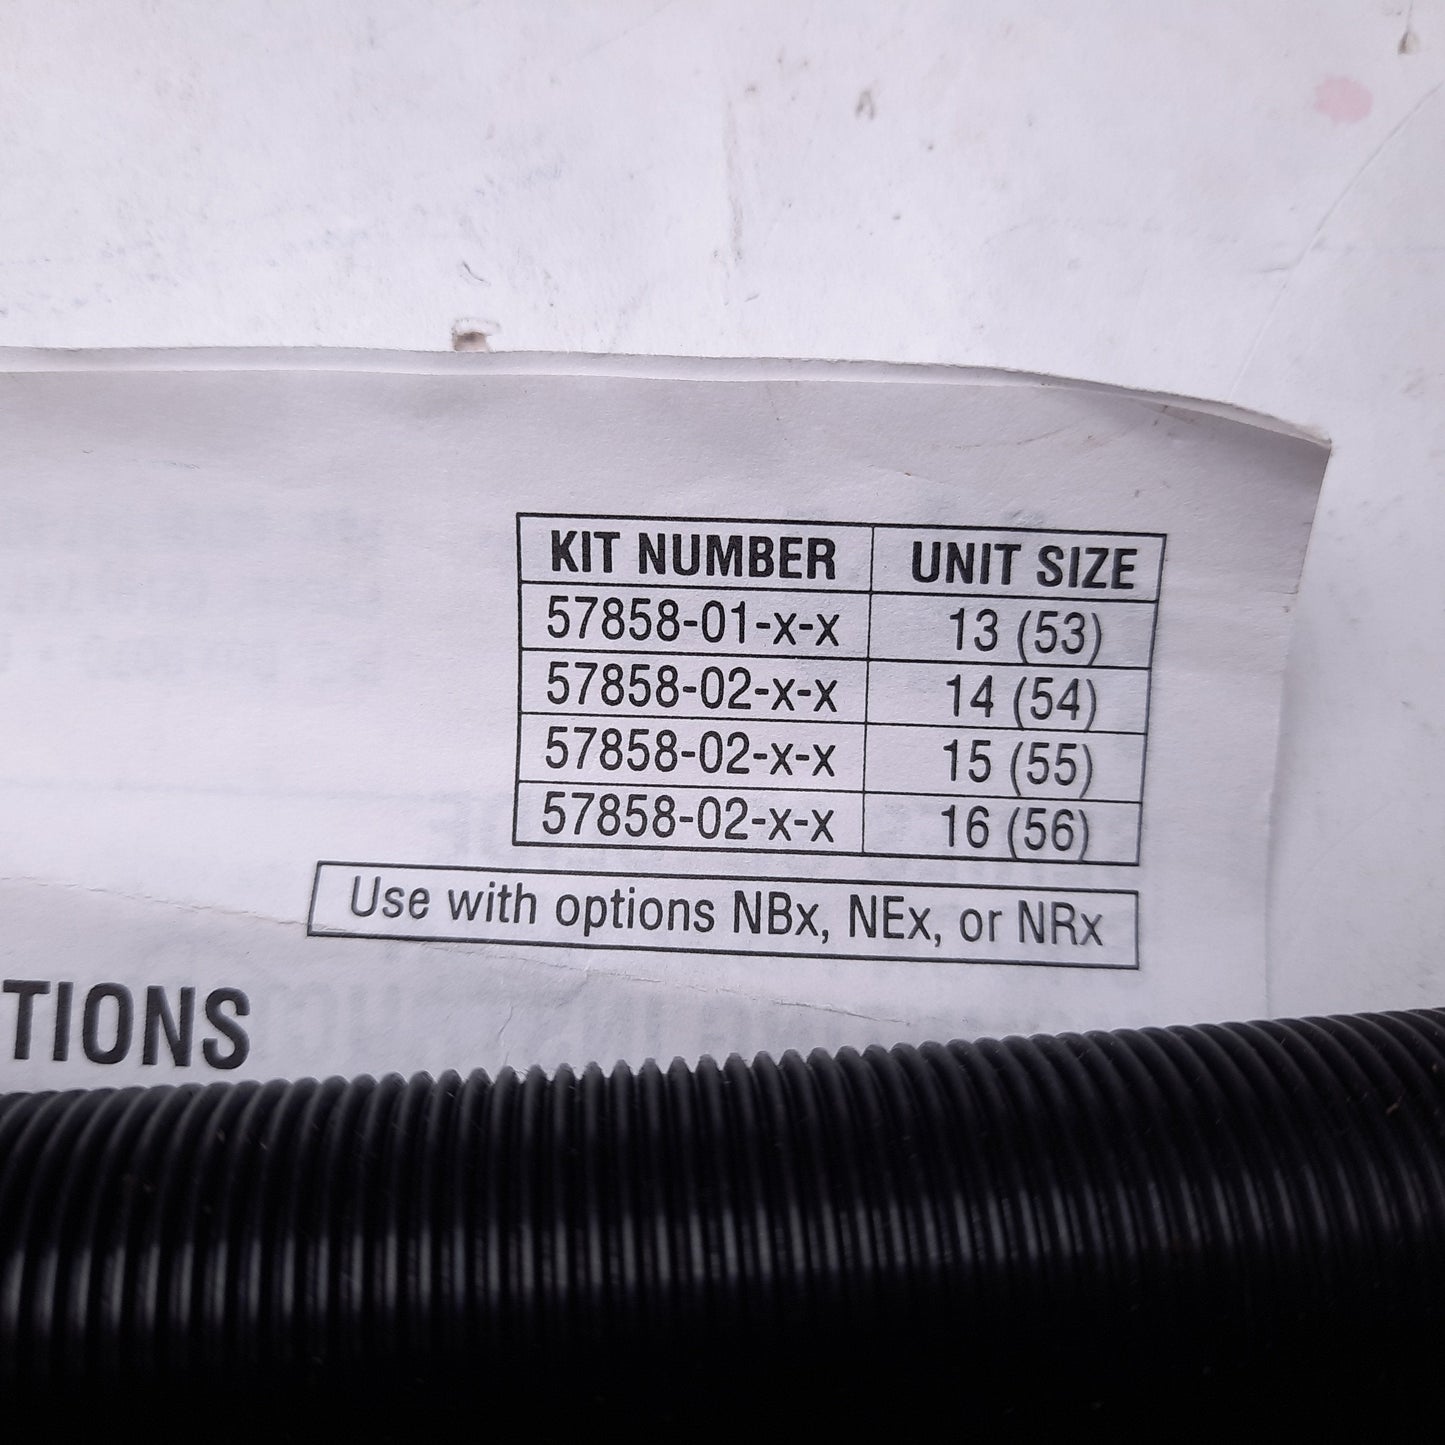 KIT NUMBER UNIT SIZE
57858-01-x-x 13 (53)
57858-02-x-x 14 (54)
57858-02-x-x 15 (55)
57858-02-x-x 16 (56)
Use with options NBx, NEx, or NRx
TIONS